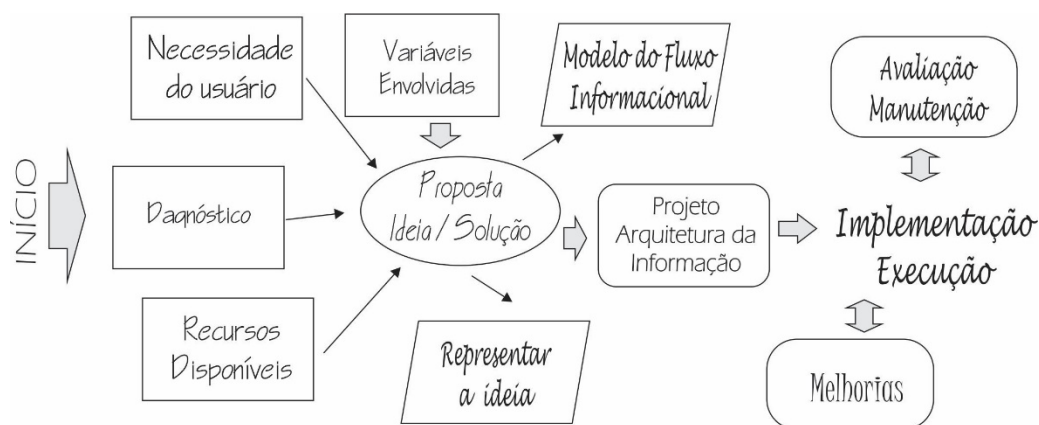 INÍCIO
Necessidade
do usuário
Variáveis
Envolvidas
Modelo do Fluxo
Informacional
Avaliação
Manutenção
Dagnóstico
Proposta
Ideia / Solução
Projeto
Arquitetura da
Informação
Implementação
Execução
Recursos
Disponíveis
Representar
a ideia
Melhorias